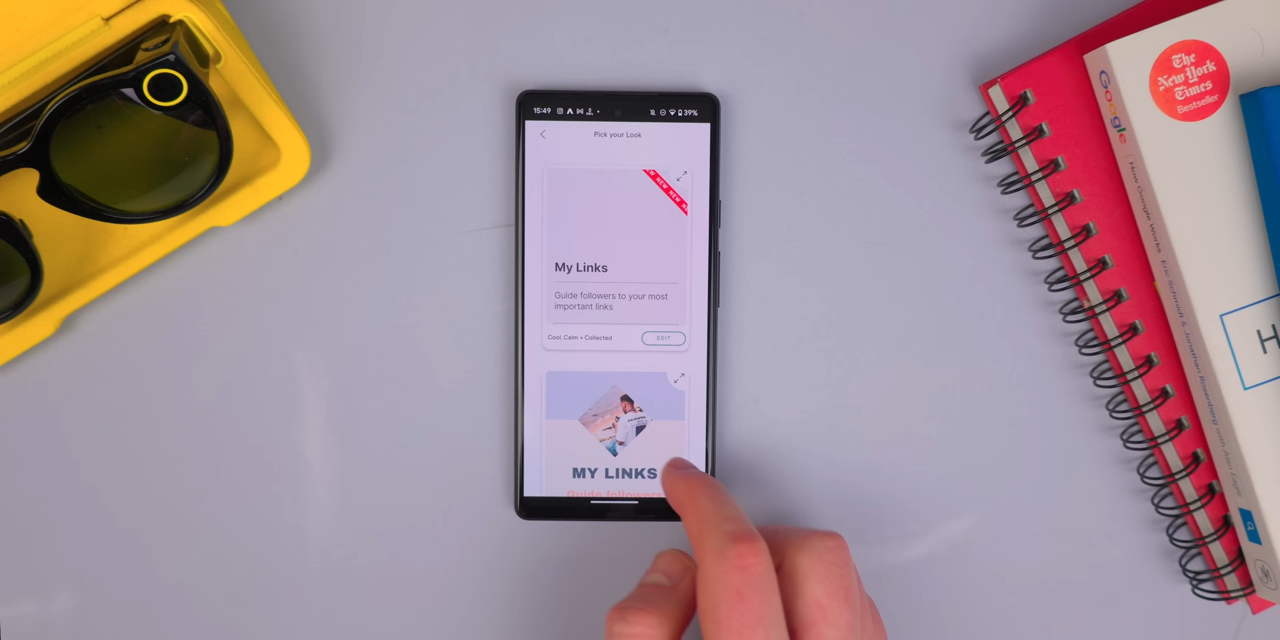 15:49
39%
Pick your Look
NEW NEW NEW
My Links
Guide followers to your most
important links
Cool, Calm + Collected
EDIT
MY LINKS
Guide followers
The
New York
Times
Bestseller
Google
How Google Works
Eric Schmidt & Jonathan Rosenberg with Alan Eagle
H